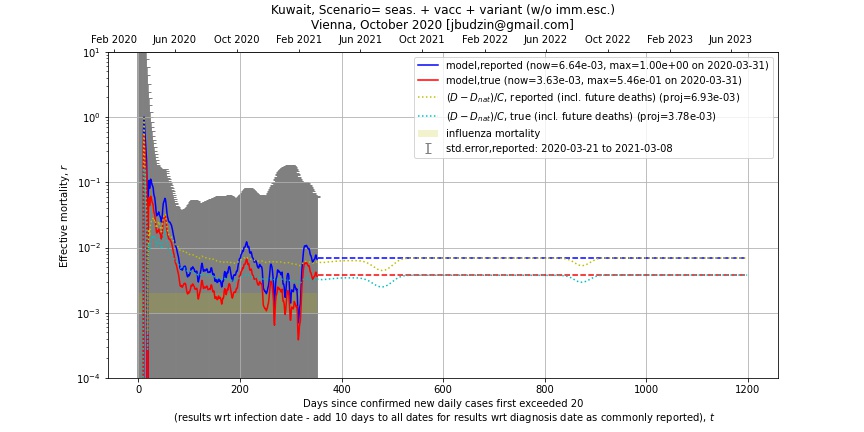 Kuwait, Scenario= seas. + vacc + variant (w/o imm.esc.)
Vienna, October 2020 [jbudzin@gmail.com]
Feb 2020 Jun 2020 Oct 2020 Feb 2021 Jun 2021 Oct 2021 Feb 2022 Jun 2022 Oct 2022 Feb 2023 Jun 2023
10^1
10^0
10^-1
10^-2
10^-3
10^-4
Effective mortality, r
model,reported (now=6.64e-03, max=1.00e+00 on 2020-03-31)
model,true (now=3.63e-03, max=5.46e-01 on 2020-03-31)
(D − D_nat)/C, reported (incl. future deaths) (proj=6.93e-03)
(D − D_nat)/C, true (incl. future deaths) (proj=3.78e-03)
influenza mortality
std.error,reported: 2020-03-21 to 2021-03-08
0 200 400 600 800 1000 1200
Days since confirmed new daily cases first exceeded 20
(results wrt infection date - add 10 days to all dates for results wrt diagnosis date as commonly reported), t